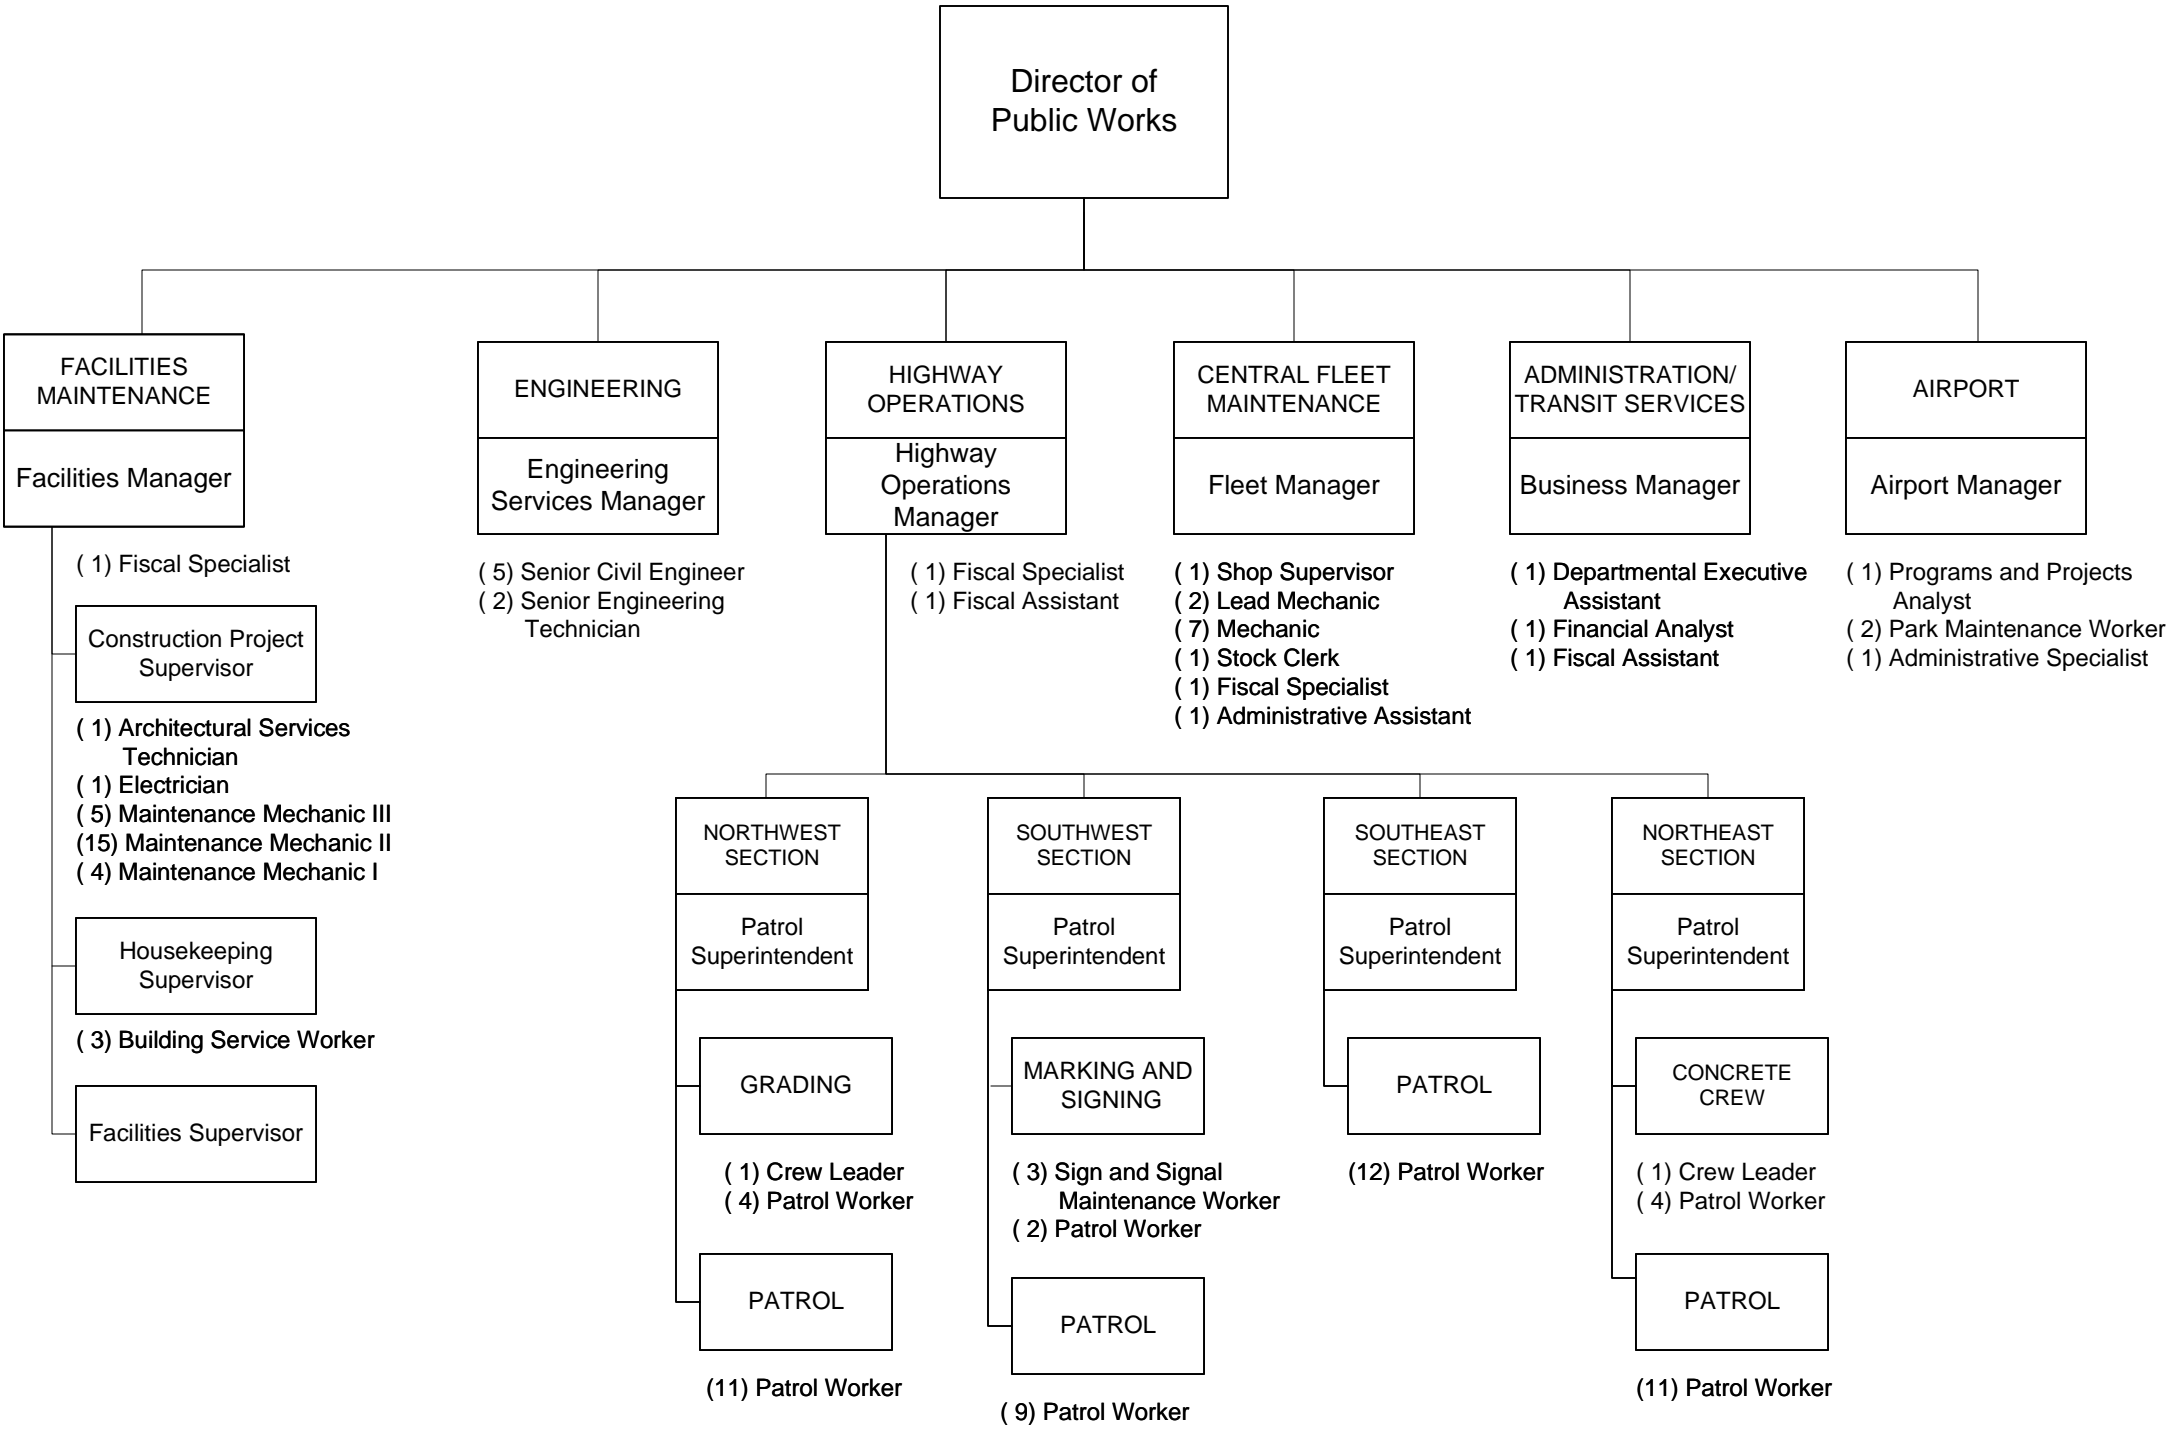 Director of
Public Works
FACILITIES
MAINTENANCE
Facilities Manager
( 1) Fiscal Specialist
Construction Project
Supervisor
( 1) Architectural Services
Technician
( 1) Electrician
( 5) Maintenance Mechanic III
(15) Maintenance Mechanic II
( 4) Maintenance Mechanic I
Housekeeping
Supervisor
( 3) Building Service Worker
Facilities Supervisor
ENGINEERING
Engineering
Services Manager
( 5) Senior Civil Engineer
( 2) Senior Engineering
Technician
HIGHWAY
OPERATIONS
Highway
Operations
Manager
( 1) Fiscal Specialist
( 1) Fiscal Assistant
CENTRAL FLEET
MAINTENANCE
Fleet Manager
( 1) Shop Supervisor
( 2) Lead Mechanic
( 7) Mechanic
( 1) Stock Clerk
( 1) Fiscal Specialist
( 1) Administrative Assistant
ADMINISTRATION/
TRANSIT SERVICES
Business Manager
( 1) Departmental Executive
Assistant
( 1) Financial Analyst
( 1) Fiscal Assistant
AIRPORT
Airport Manager
( 1) Programs and Projects
Analyst
( 2) Park Maintenance Worker
( 1) Administrative Specialist
NORTHWEST
SECTION
Patrol
Superintendent
GRADING
( 1) Crew Leader
( 4) Patrol Worker
PATROL
(11) Patrol Worker
SOUTHWEST
SECTION
Patrol
Superintendent
MARKING AND
SIGNING
( 3) Sign and Signal
Maintenance Worker
( 2) Patrol Worker
PATROL
( 9) Patrol Worker
SOUTHEAST
SECTION
Patrol
Superintendent
PATROL
(12) Patrol Worker
NORTHEAST
SECTION
Patrol
Superintendent
CONCRETE
CREW
( 1) Crew Leader
( 4) Patrol Worker
PATROL
(11) Patrol Worker